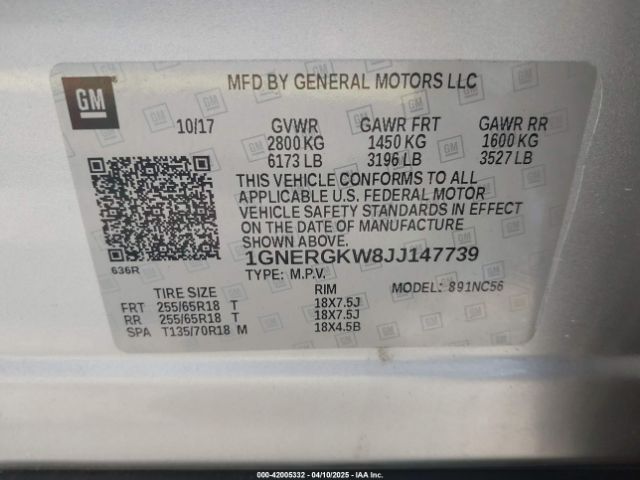 GM
MFD BY GENERAL MOTORS LLC
10/17 GVWR GAWR FRT GAWR RR
2800 KG 1450 KG 1600 KG
6173 LB 3196 LB 3527 LB
THIS VEHICLE CONFORMS TO ALL
APPLICABLE U.S. FEDERAL MOTOR
VEHICLE SAFETY STANDARDS IN EFFECT
ON THE DATE OF MANUFACTURE
SHOWN ABOVE.
636R 1GNERGKW8JJ147739
TYPE: M.P.V. MODEL: 891NC56
TIRE SIZE RIM
FRT 255/65R18 T 18X7.5J
RR 255/65R18 T 18X7.5J
SPA T135/70R18 M 18X4.5B
000-42005332 - 04/10/2025 - IAA Inc.